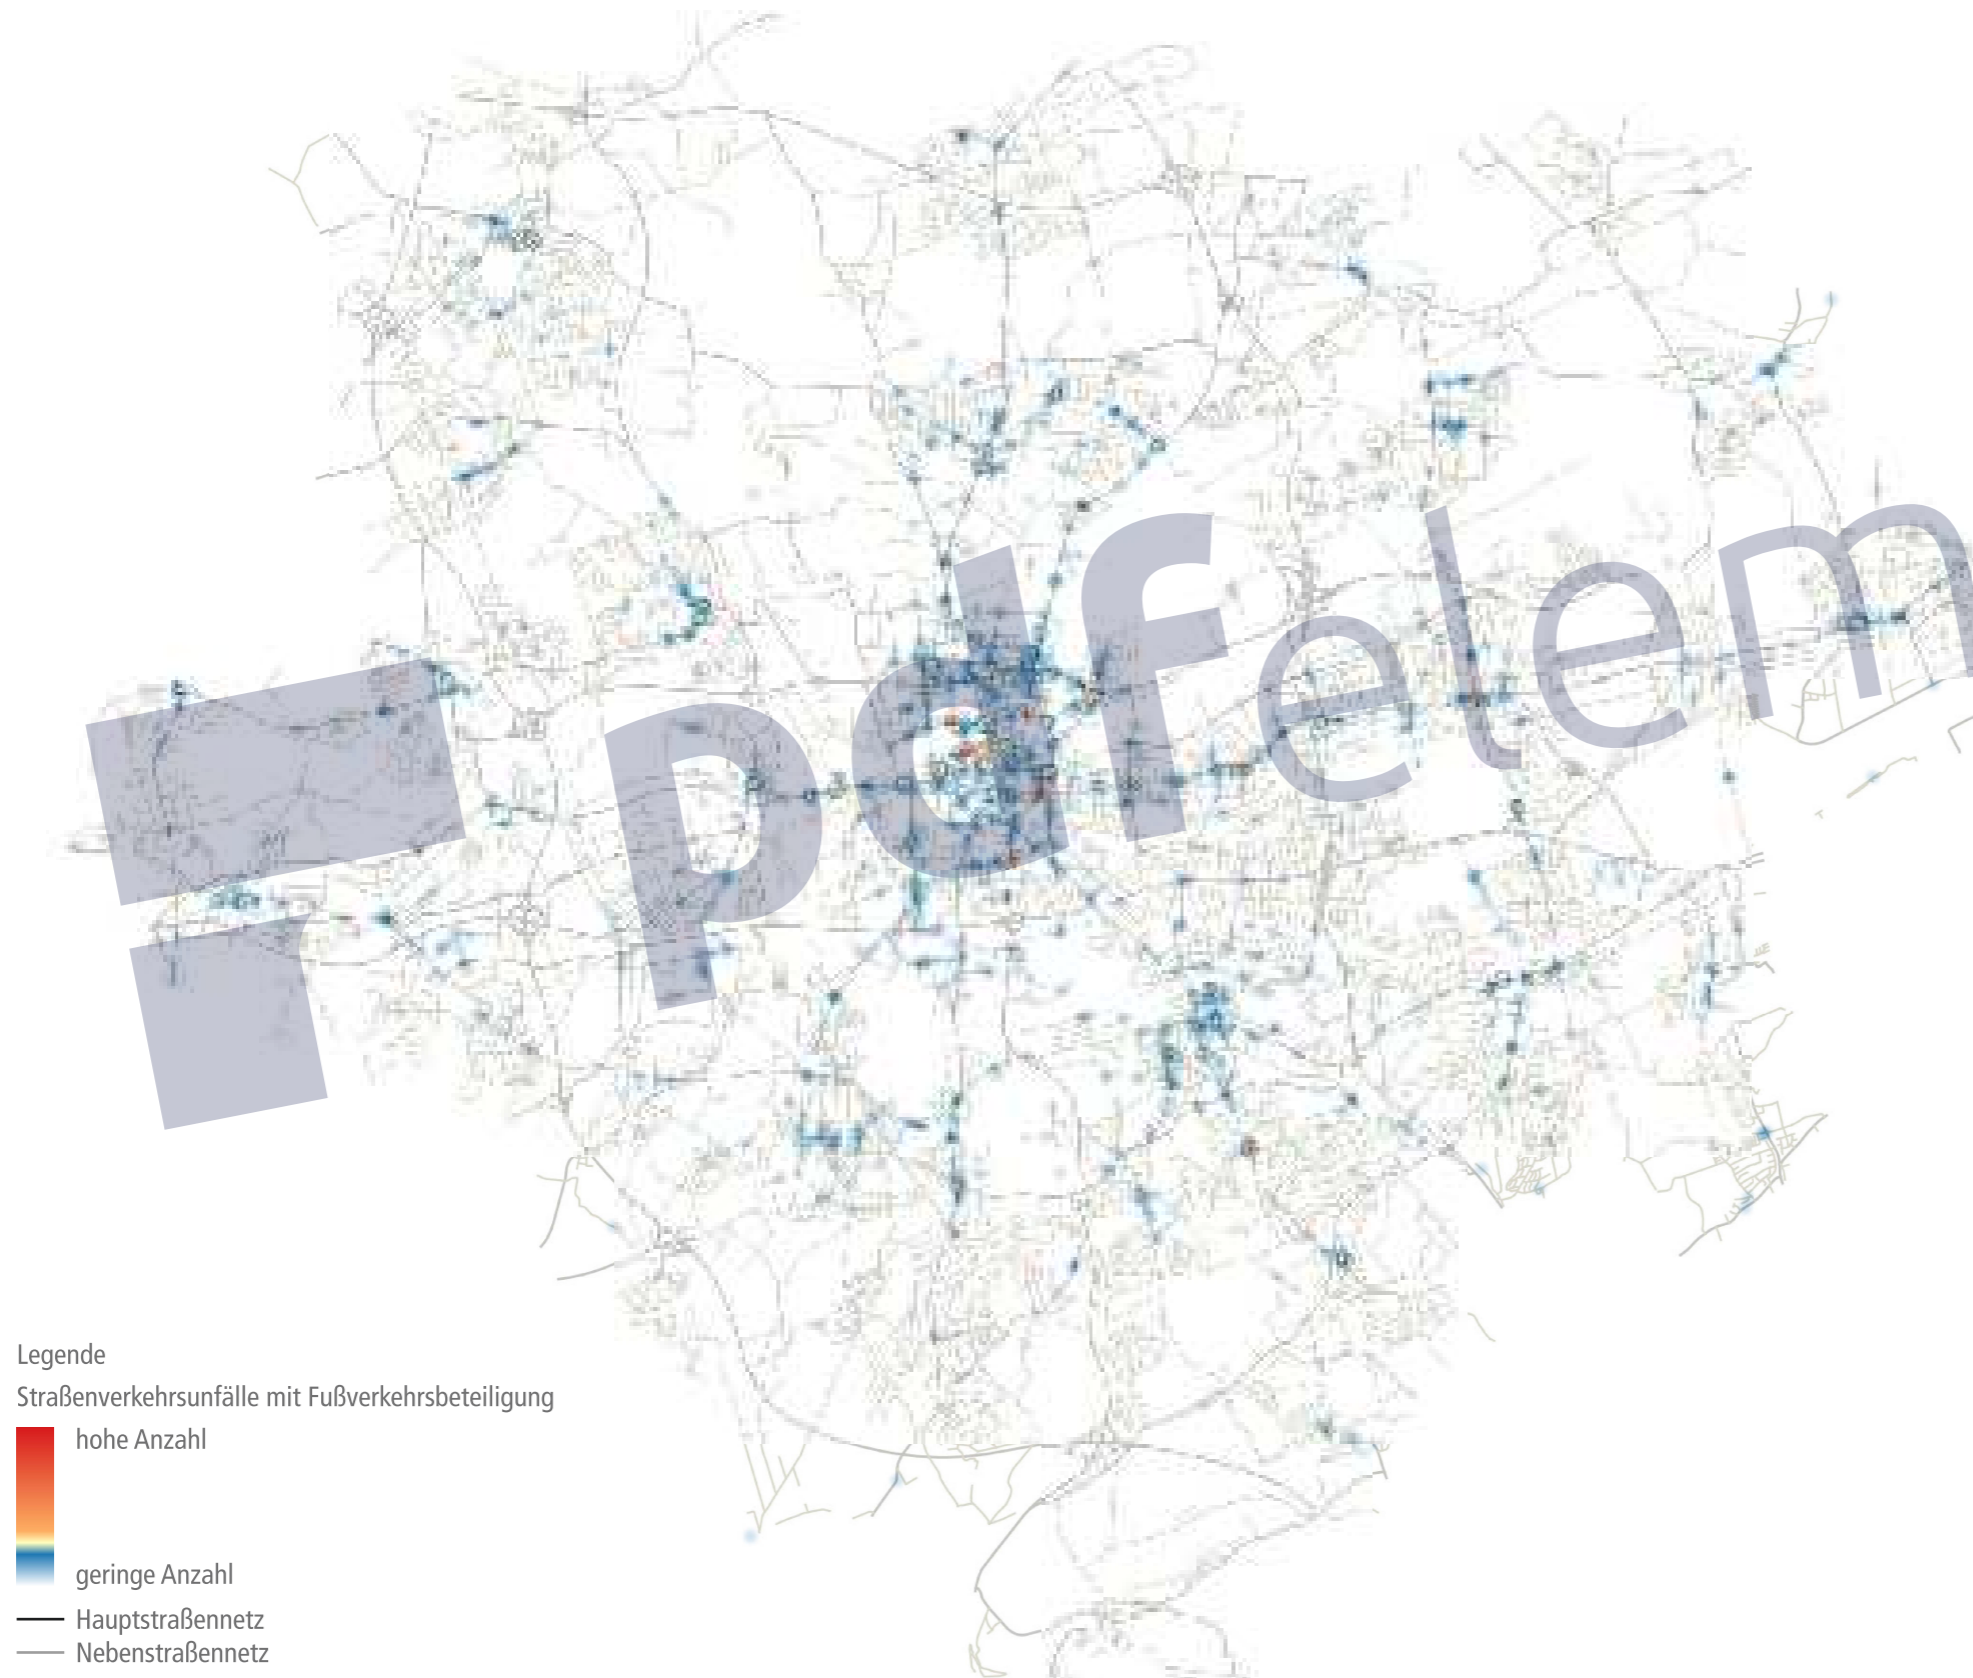 pdfelem
Legende
Straßenverkehrsunfälle mit Fußverkehrsbeteiligung
hohe Anzahl
geringe Anzahl
Hauptstraßennetz
Nebenstraßennetz